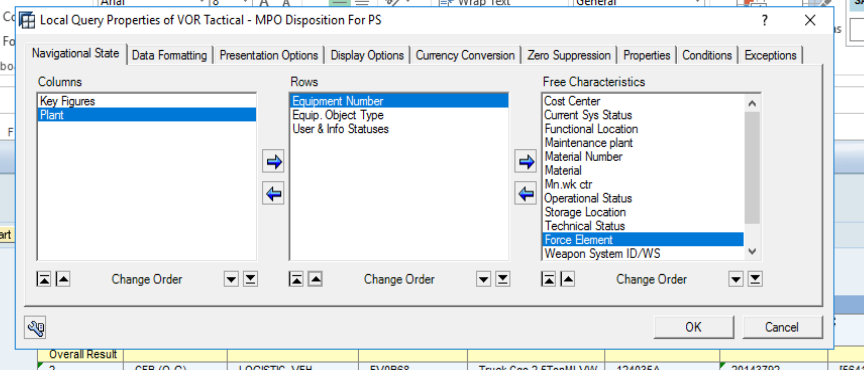 Arial
8
A A
Wrap Text
General
Local Query Properties of VOR Tactical - MPO Disposition For PS
?
Navigational State
Data Formatting
Presentation Options
Display Options
Currency Conversion
Zero Suppression
Properties
Conditions
Exceptions
Columns
Key Figures
Plant
Change Order
Rows
Equipment Number
Equip. Object Type
User & Info Statuses
Change Order
Free Characteristics
Cost Center
Current Sys Status
Functional Location
Maintenance plant
Material Number
Material
Mn.wk ctr
Operational Status
Storage Location
Technical Status
Force Element
Weapon System ID/WS
Change Order
OK
Cancel
Overall Result